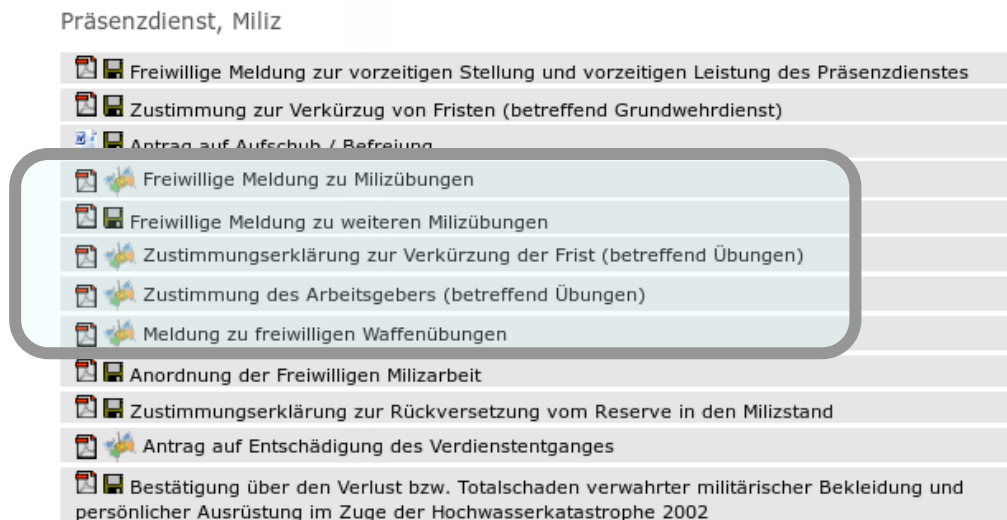 Präsenzdienst, Miliz
Freiwillige Meldung zur vorzeitigen Stellung und vorzeitigen Leistung des Präsenzdienstes
Zustimmung zur Verkürzug von Fristen (betreffend Grundwehrdienst)
Antrag auf Aufschub / Befreiung
Freiwillige Meldung zu Milizübungen
Freiwillige Meldung zu weiteren Milizübungen
Zustimmungserklärung zur Verkürzung der Frist (betreffend Übungen)
Zustimmung des Arbeitsgebers (betreffend Übungen)
Meldung zu freiwilligen Waffenübungen
Anordnung der Freiwilligen Milizarbeit
Zustimmungserklärung zur Rückversetzung vom Reserve in den Milizstand
Antrag auf Entschädigung des Verdienstentganges
Bestätigung über den Verlust bzw. Totalschaden verwahrter militärischer Bekleidung und
persönlicher Ausrüstung im Zuge der Hochwasserkatastrophe 2002